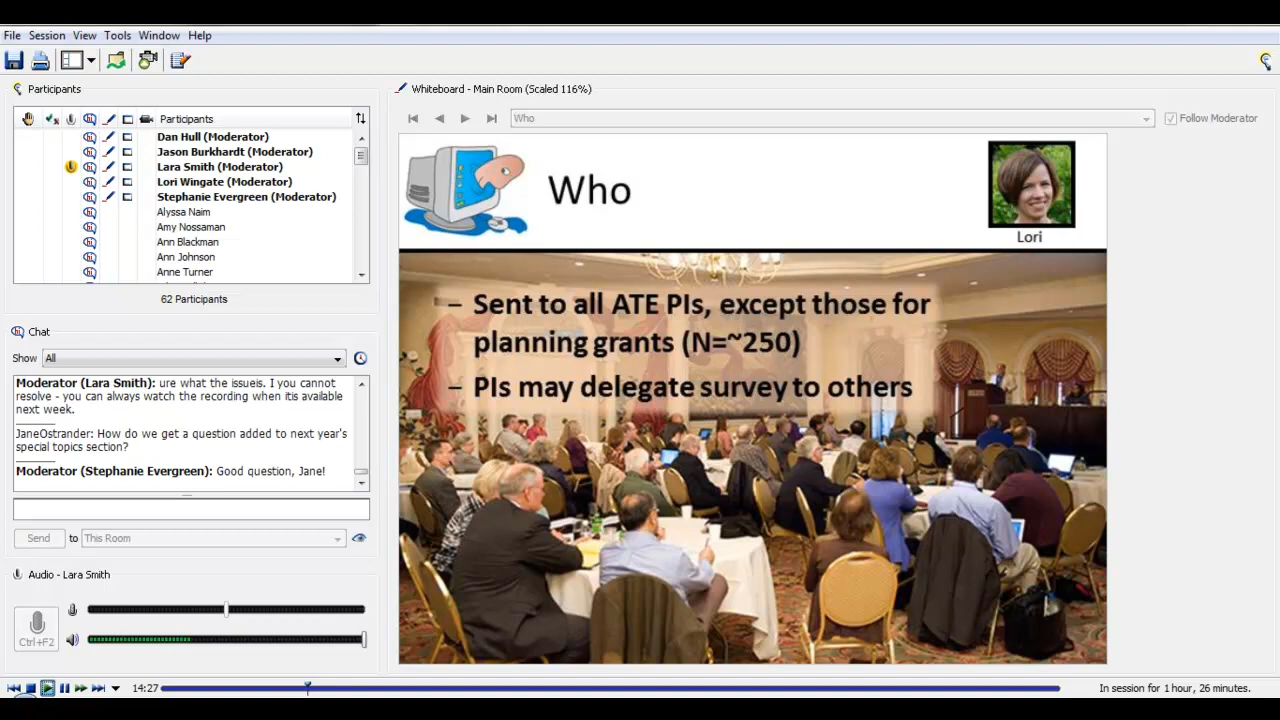 File Session View Tools Window Help
Participants
Participants
Dan Hull (Moderator)
Jason Burkhardt (Moderator)
Lara Smith (Moderator)
Lori Wingate (Moderator)
Stephanie Evergreen (Moderator)
Alyssa Naim
Amy Nossaman
Ann Blackman
Ann Johnson
Anne Turner
62 Participants
Chat
Show All
Moderator (Lara Smith): ure what the issues. I you cannot
resolve - you can always watch the recording when itis available
next week.
JaneOstrander: How do we get a question added to next year's
special topics section?
Moderator (Stephanie Evergreen): Good question, Jane!
Send to This Room
Audio - Lara Smith
Ctrl+F2
Whiteboard - Main Room (Scaled 116%)
Who Follow Moderator
Who
Lori
– Sent to all ATE PIs, except those for
planning grants (N=~250)
– PIs may delegate survey to others
14:27
In session for 1 hour, 26 minutes.